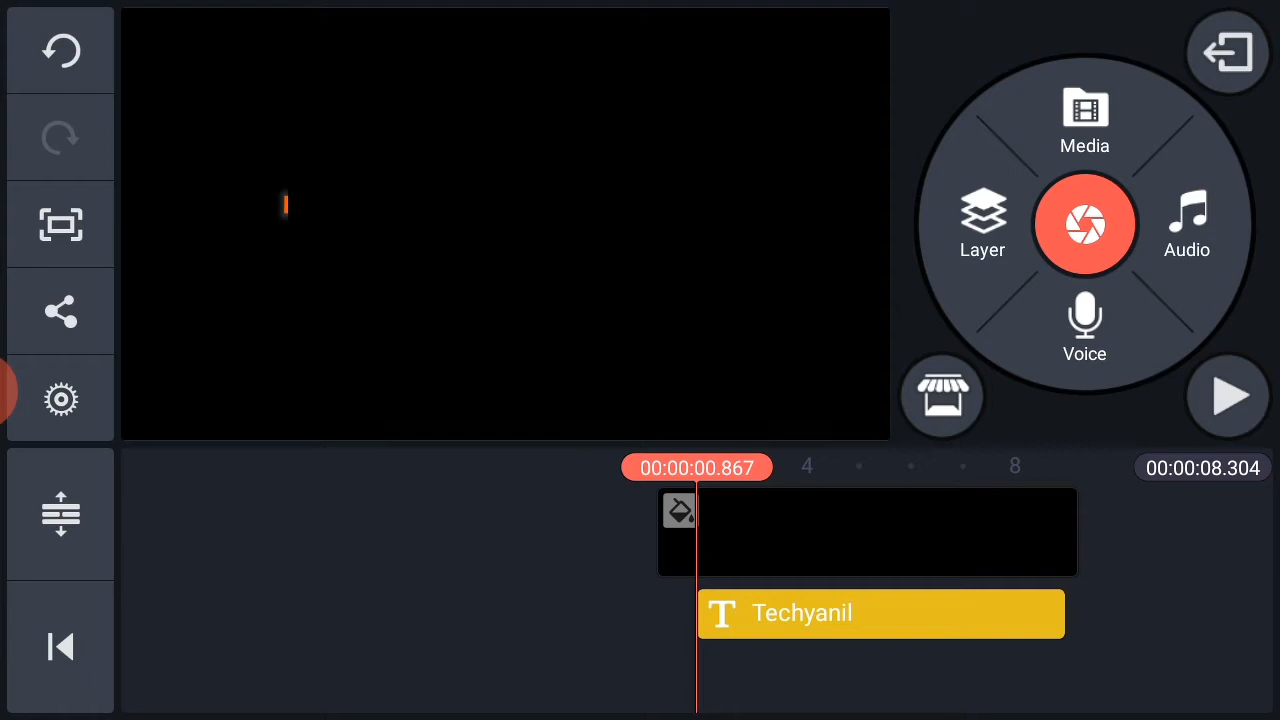 Media
Layer
Audio
Voice
00:00:00.867
4
8
00:00:08.304
T Techyanil